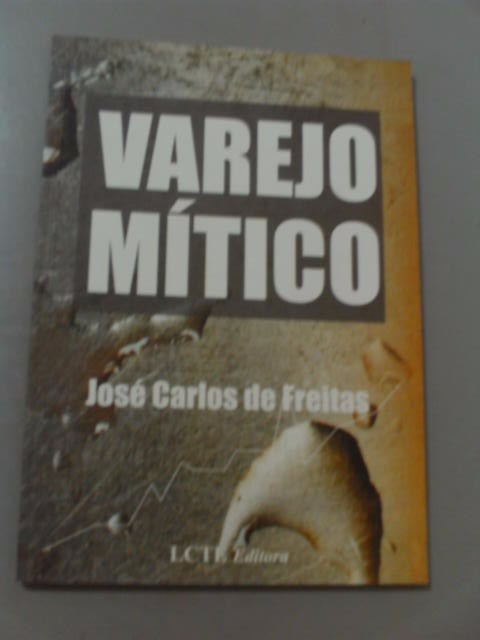 VAREJO
MÍTICO
José Carlos de Freitas
LCTE Editora